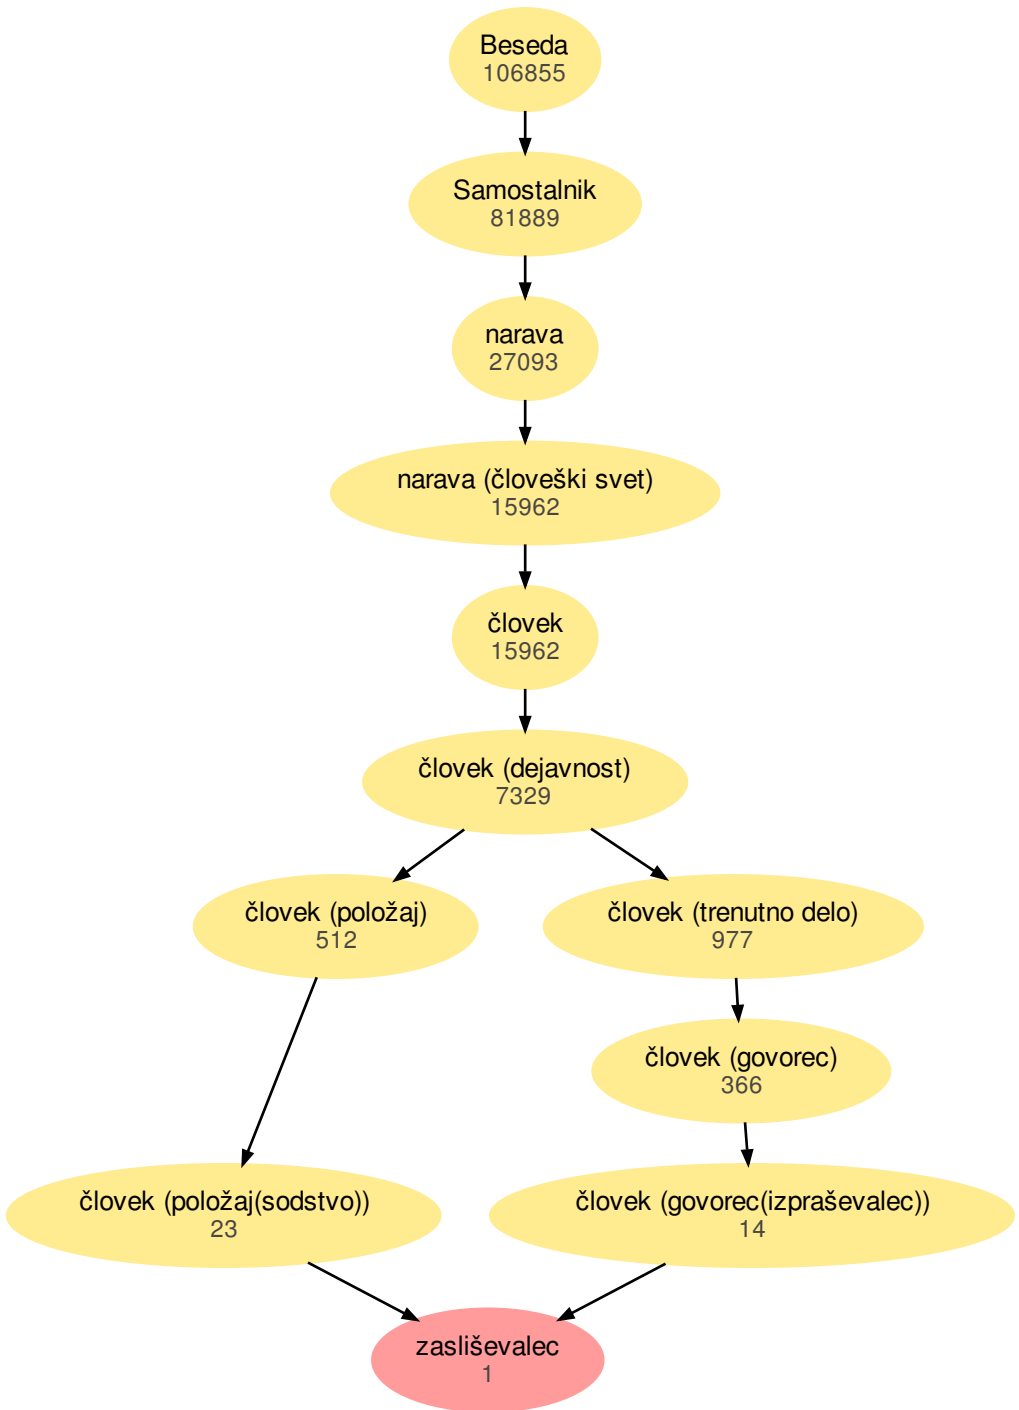 Beseda
106855
Samostalnik
81889
narava
27093
narava (človeški svet)
15962
človek
15962
človek (dejavnost)
7329
človek (položaj)
512
človek (trenutno delo)
977
človek (govorec)
366
človek (položaj(sodstvo))
23
človek (govorec(izpraševalec))
14
zasliševalec
1